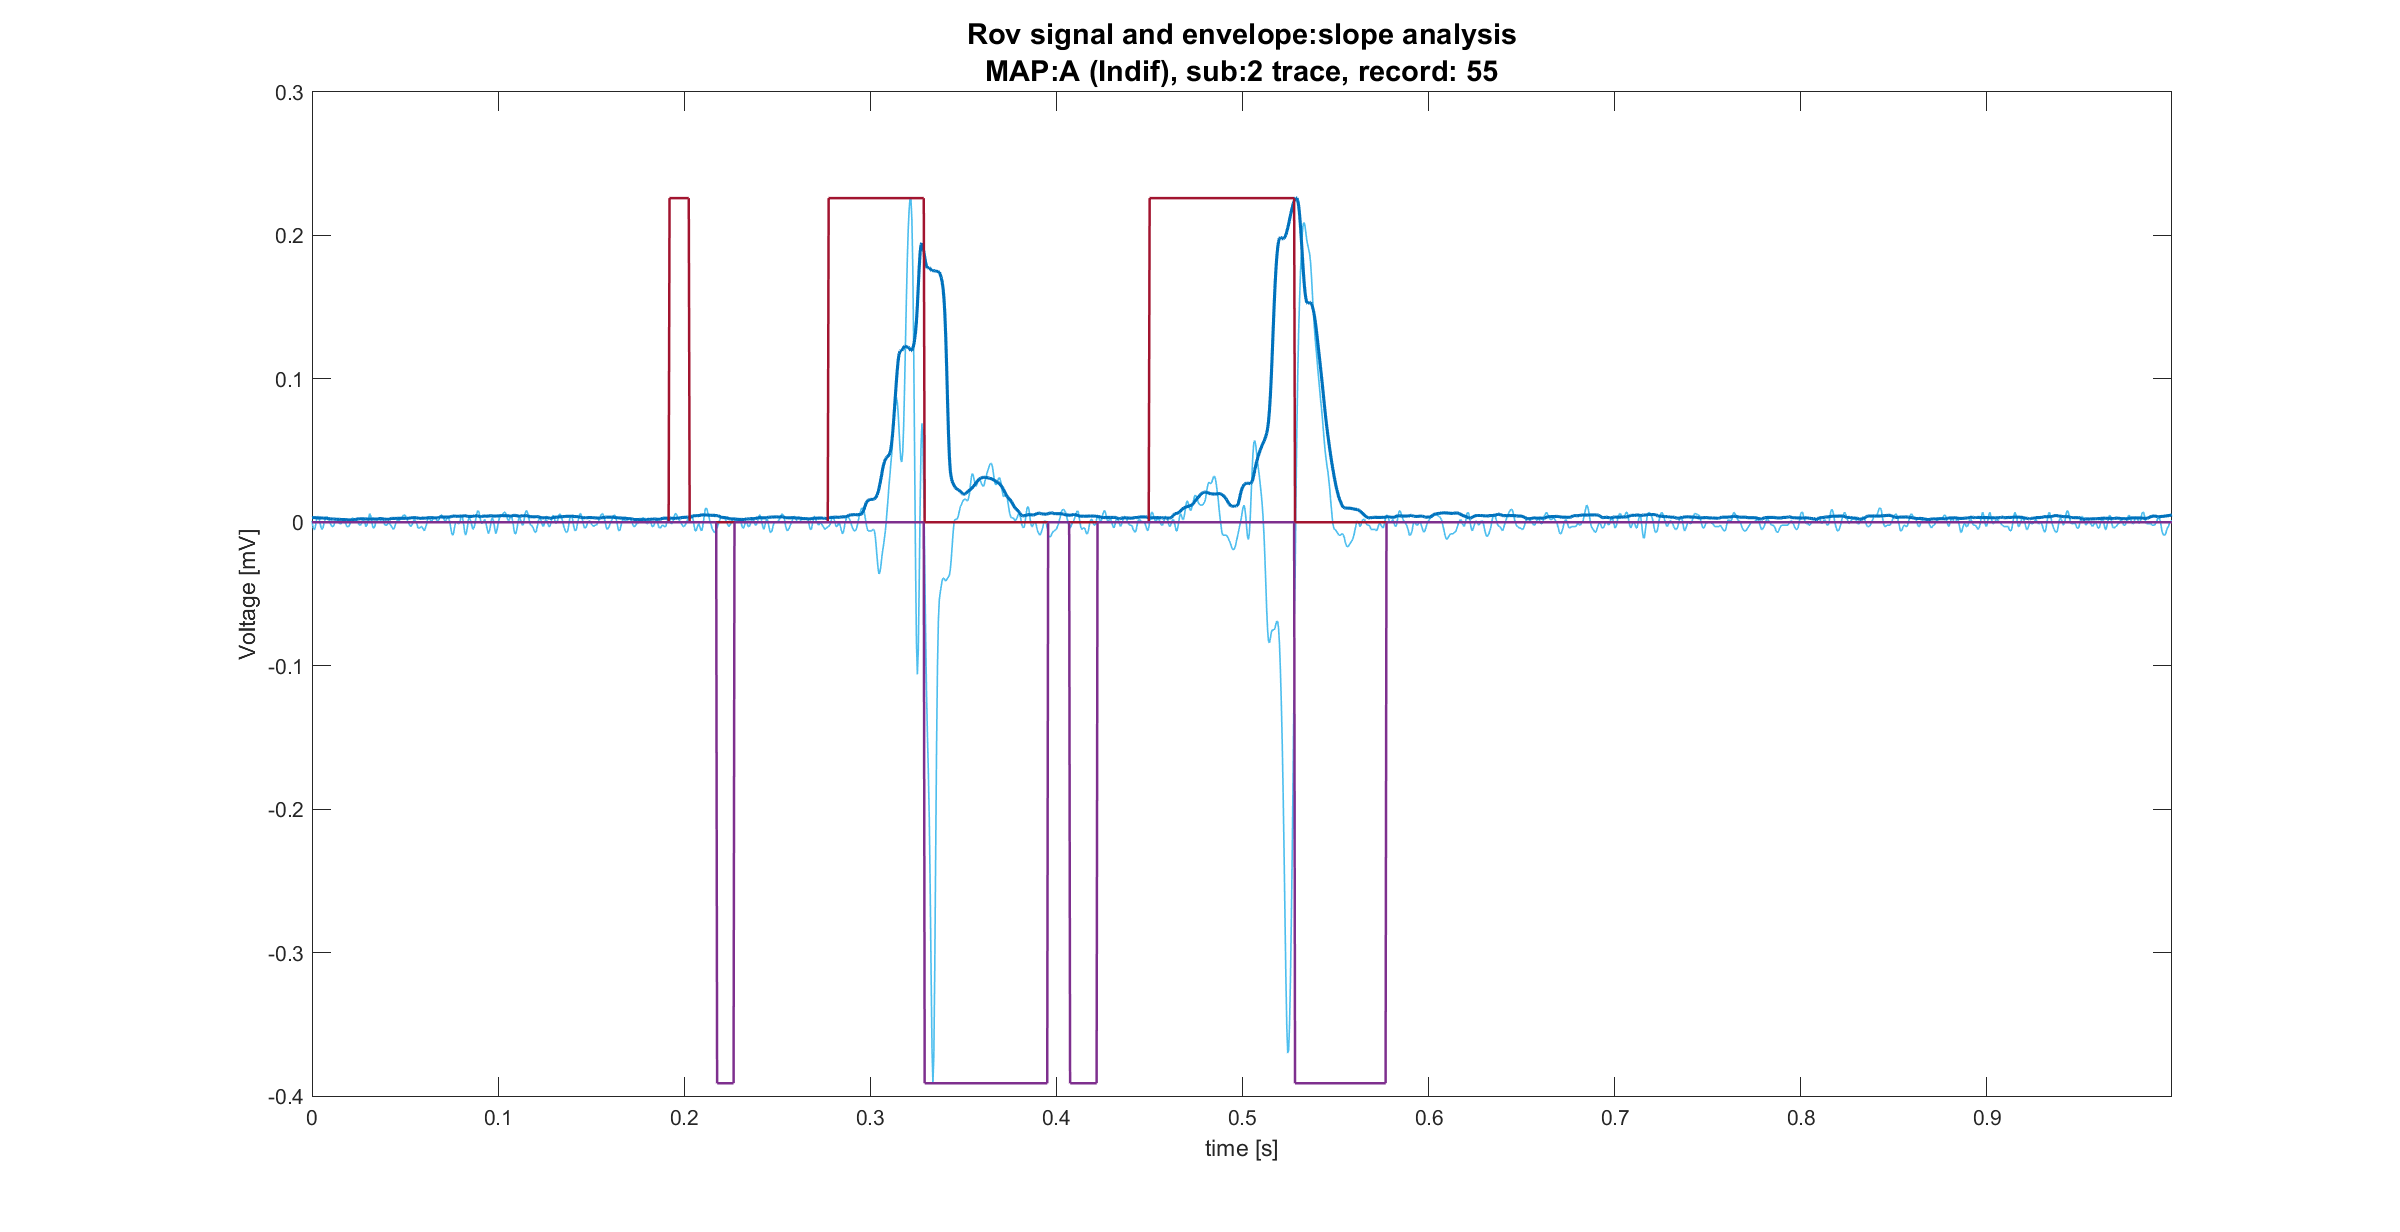 Rov signal and envelope:slope analysis
MAP:A (Indif), sub:2 trace, record: 55
0.3
0.2
0.1
0
-0.1
-0.2
-0.3
-0.4
Voltage [mV]
0 0.1 0.2 0.3 0.4 0.5 0.6 0.7 0.8 0.9
time [s]